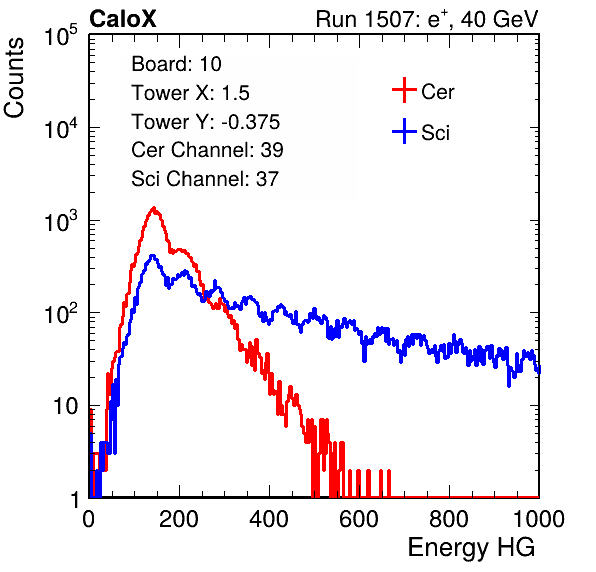 CaloX Run 1507: e⁺, 40 GeV
Counts
Board: 10
Tower X: 1.5
Tower Y: -0.375
Cer Channel: 39
Sci Channel: 37
Cer
Sci
10⁵
10⁴
10³
10²
10
1
0 200 400 600 800 1000
Energy HG